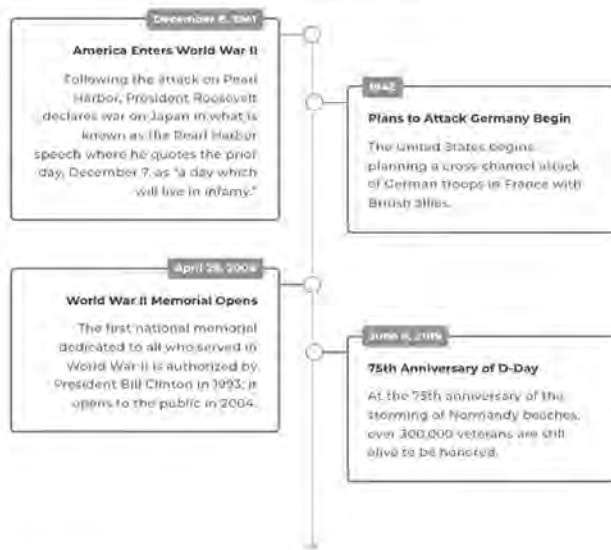 December 8, 1941
America Enters World War II
Following the attack on Pearl
Harbor, President Roosevelt
declares war on Japan in what is
known as the Pearl Harbor
speech where he quotes the prior
day, December 7, as "a day which
will live in infamy."
1942
Plans to Attack Germany Begin
The United States begins
planning a cross-channel attack
of German troops in France with
British allies.
April 29, 2004
World War II Memorial Opens
The first national memorial
dedicated to all who served in
World War II is authorized by
President Bill Clinton in 1993; it
opens to the public in 2004.
June 6, 2019
75th Anniversary of D-Day
At the 75th anniversary of the
storming of Normandy beaches,
over 300,000 veterans are still
alive to be honored.